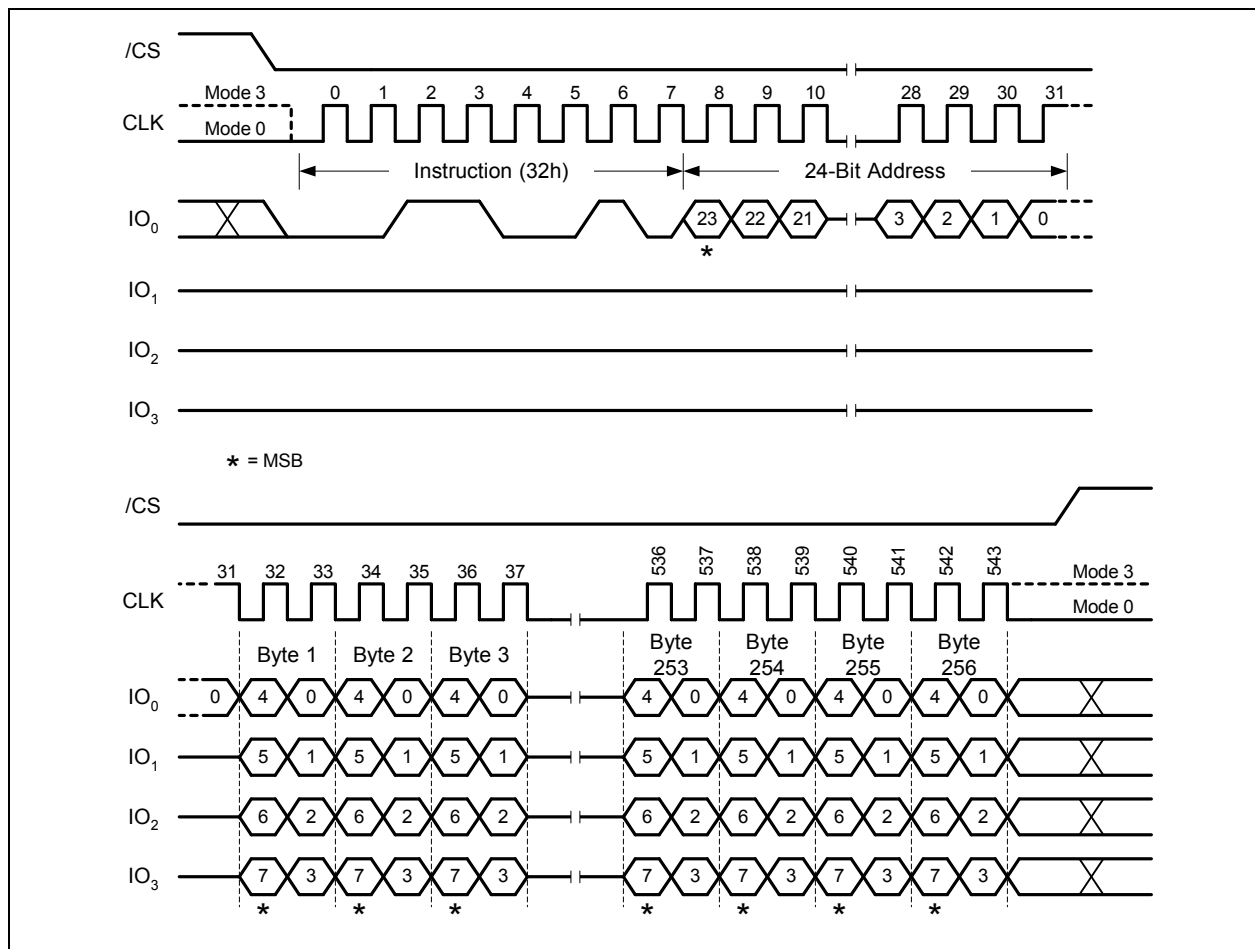 /CS
Mode 3 0 1 2 3 4 5 6 7 8 9 10 28 29 30 31
CLK
Mode 0
Instruction (32h) 24-Bit Address
IO0 23 22 21 3 2 1 0
*
IO1
IO2
IO3
* = MSB
/CS
31 32 33 34 35 36 37 536 537 538 539 540 541 542 543
Mode 3
CLK
Mode 0
Byte 1 Byte 2 Byte 3 Byte 253 Byte 254 Byte 255 Byte 256
IO0 0 4 0 4 0 4 0 4 0 4 0 4 0 4 0
IO1 5 1 5 1 5 1 5 1 5 1 5 1 5 1
IO2 6 2 6 2 6 2 6 2 6 2 6 2 6 2
IO3 7 3 7 3 7 3 7 3 7 3 7 3 7 3
* * * * * * *